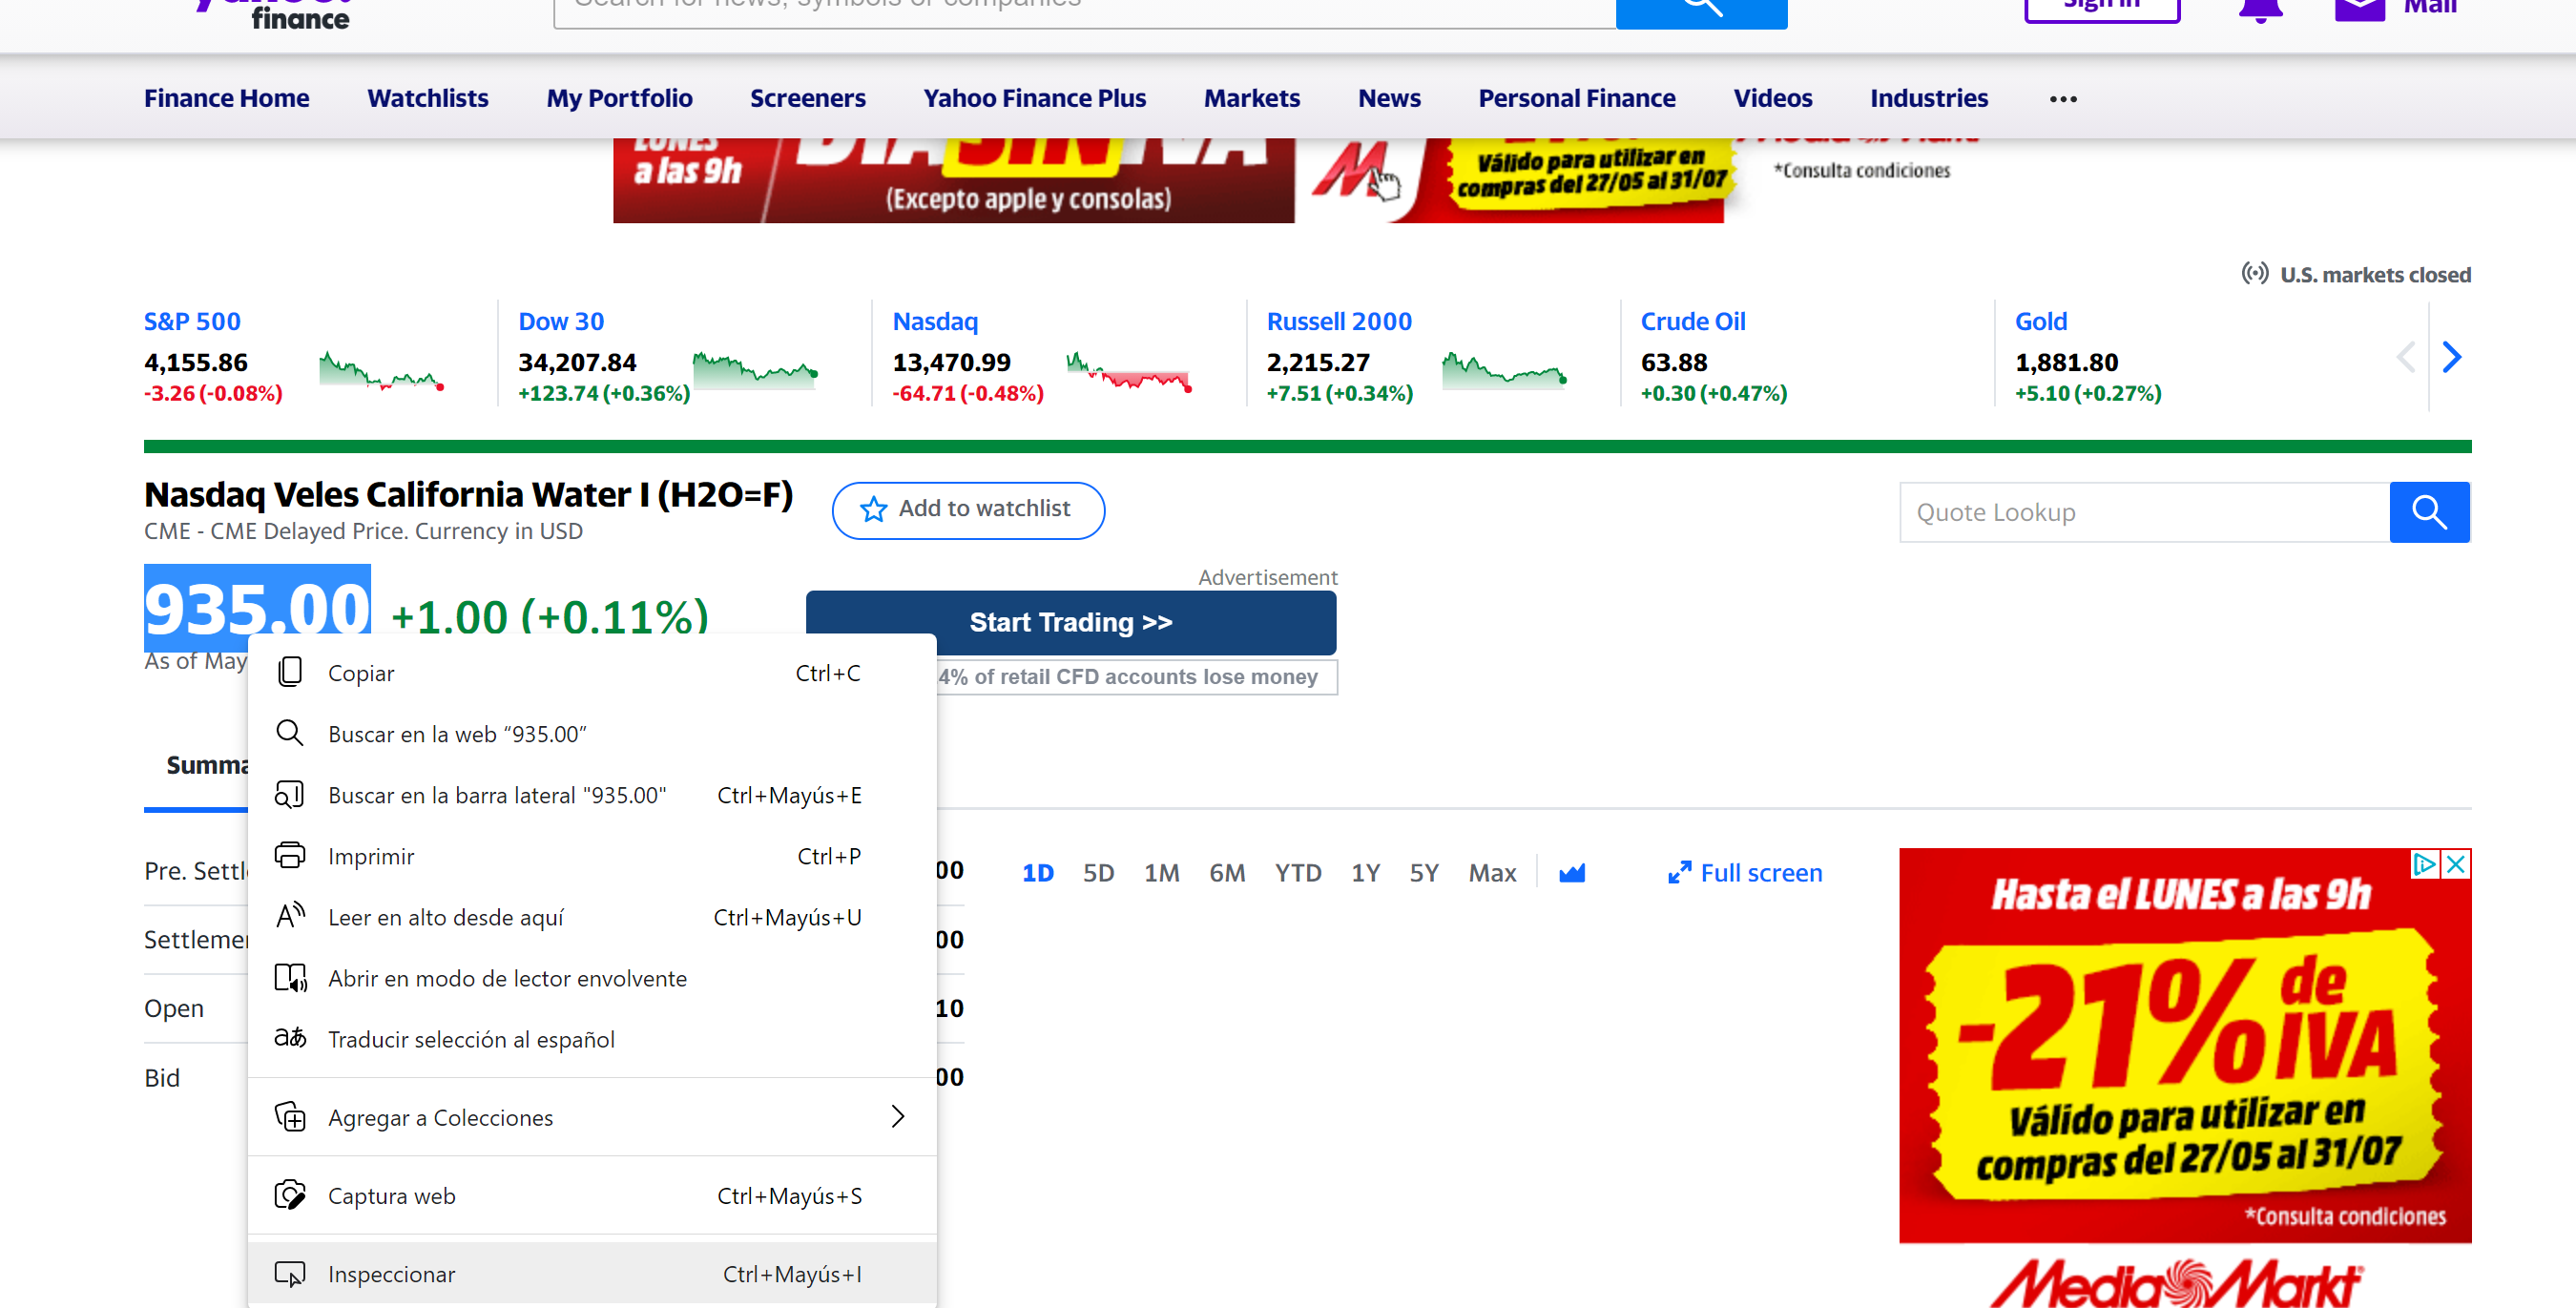 finance
Search for news, symbols or companies
Sign in
Mail
Finance Home
Watchlists
My Portfolio
Screeners
Yahoo Finance Plus
Markets
News
Personal Finance
Videos
Industries
LUNES
a las 9h
DÍA SIN IVA
(Excepto apple y consolas)
Válido para utilizar en
compras del 27/05 al 31/07
*Consulta condiciones
U.S. markets closed
S&P 500
4,155.86
-3.26 (-0.08%)
Dow 30
34,207.84
+123.74 (+0.36%)
Nasdaq
13,470.99
-64.71 (-0.48%)
Russell 2000
2,215.27
+7.51 (+0.34%)
Crude Oil
63.88
+0.30 (+0.47%)
Gold
1,881.80
+5.10 (+0.27%)
Nasdaq Veles California Water I (H2O=F)
CME - CME Delayed Price. Currency in USD
Add to watchlist
Quote Lookup
935.00 +1.00 (+0.11%)
As of May
Advertisement
Start Trading >>
4% of retail CFD accounts lose money
Copiar Ctrl+C
Buscar en la web “935.00”
Buscar en la barra lateral "935.00" Ctrl+Mayús+E
Imprimir Ctrl+P
Leer en alto desde aquí Ctrl+Mayús+U
Abrir en modo de lector envolvente
Traducir selección al español
Agregar a Colecciones
Captura web Ctrl+Mayús+S
Inspeccionar Ctrl+Mayús+I
Summa
Pre. Settl 00
Settlemen 00
Open 10
Bid 00
1D 5D 1M 6M YTD 1Y 5Y Max
Full screen
Hasta el LUNES a las 9h
-21% de IVA
Válido para utilizar en
compras del 27/05 al 31/07
*Consulta condiciones
MediaMarkt